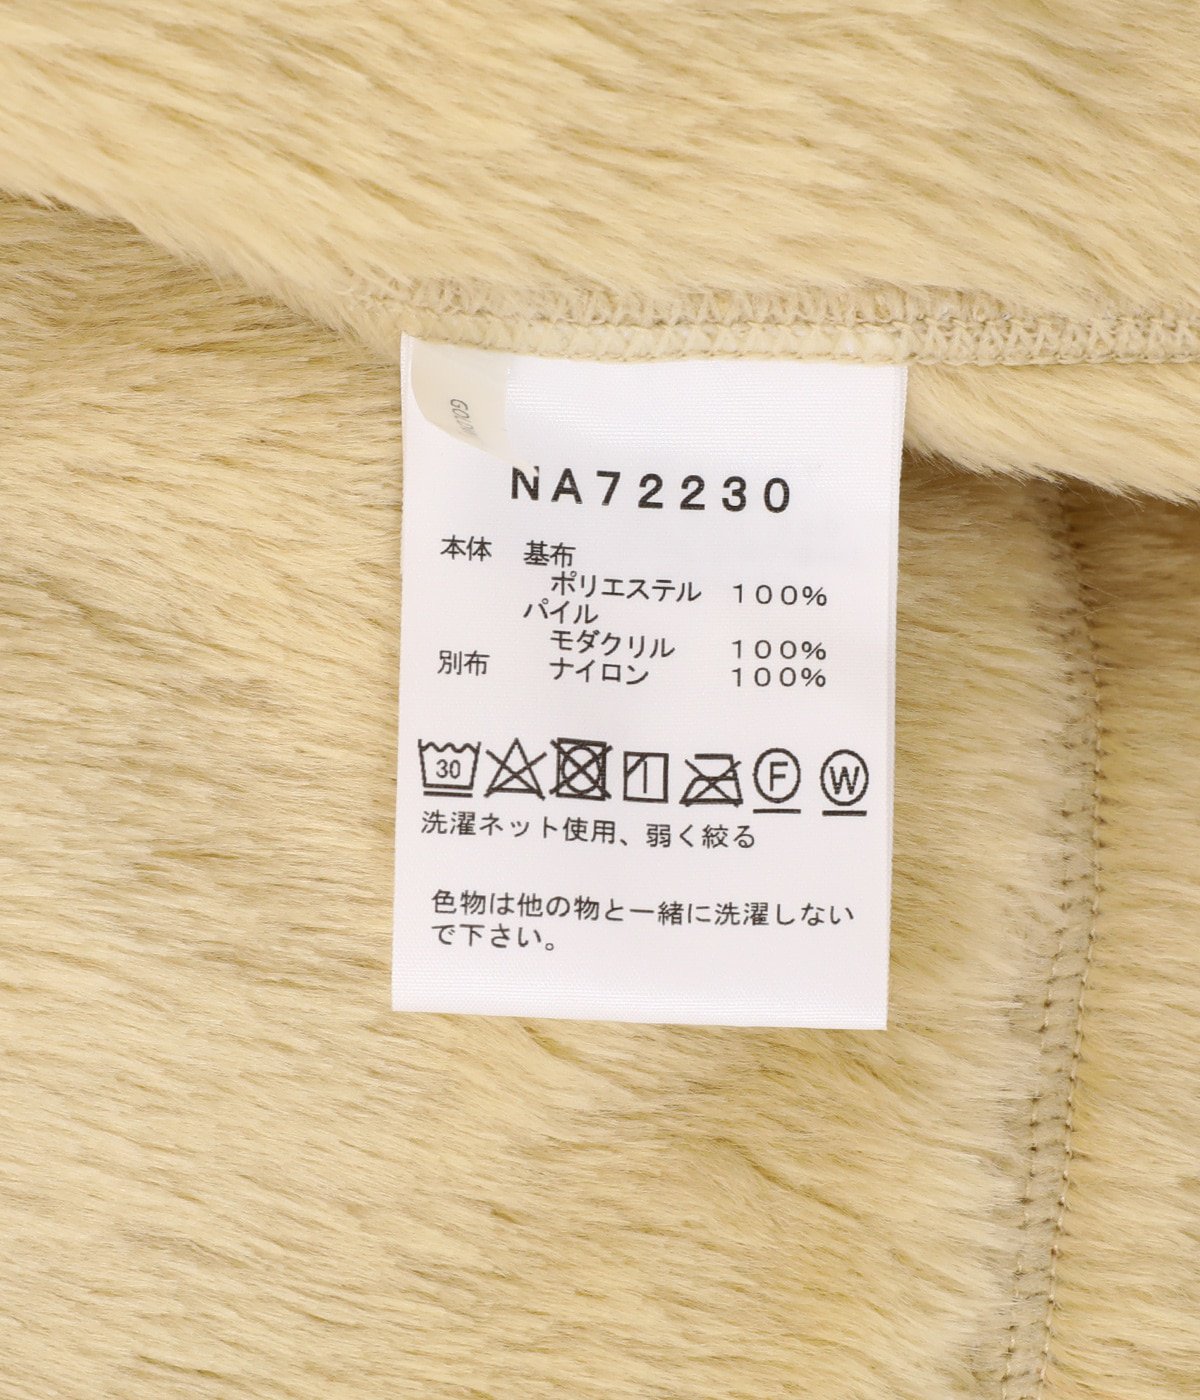 NA72230
本体 基布
ポリエステル 100%
パイル
モダクリル 100%
別布 ナイロン 100%
30 F W
洗濯ネット使用、弱く絞る
色物は他の物と一緒に洗濯しない
で下さい。